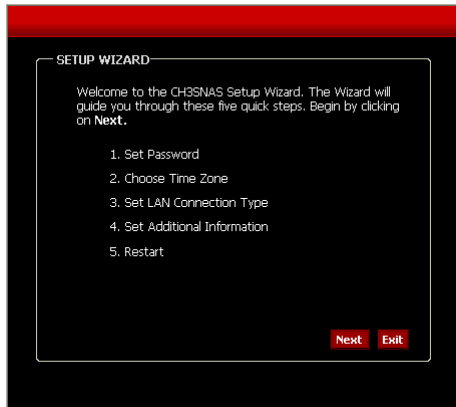 SETUP WIZARD
Welcome to the CH3SNAS Setup Wizard. The Wizard will
guide you through these five quick steps. Begin by clicking
on Next.
1. Set Password
2. Choose Time Zone
3. Set LAN Connection Type
4. Set Additional Information
5. Restart
Next Exit